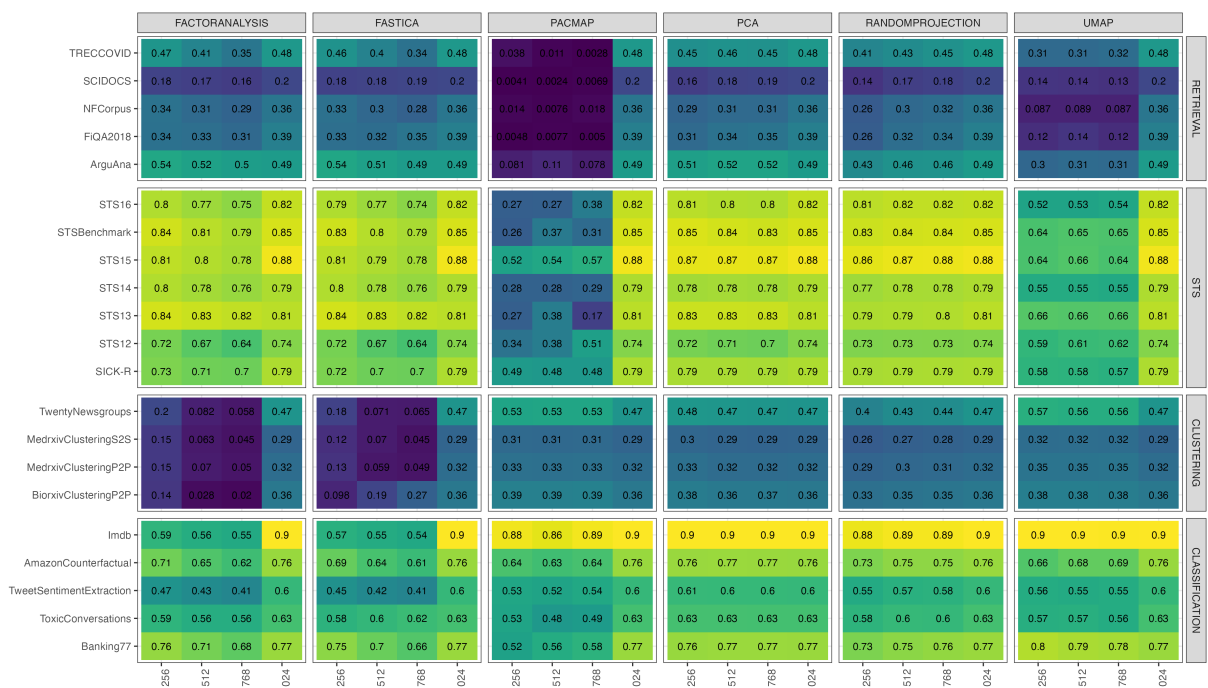 FACTORANALYSIS FASTICA PACMAP PCA RANDOMPROJECTION UMAP
TRECCOVID 0.47 0.41 0.35 0.48 0.46 0.4 0.34 0.48 0.038 0.011 0.0028 0.48 0.45 0.46 0.45 0.48 0.41 0.43 0.45 0.48 0.31 0.31 0.32 0.48
SCIDOCS 0.18 0.17 0.16 0.2 0.18 0.18 0.19 0.2 0.0041 0.0024 0.0069 0.2 0.16 0.18 0.19 0.2 0.14 0.17 0.18 0.2 0.14 0.14 0.13 0.2
NFCorpus 0.34 0.31 0.29 0.36 0.33 0.3 0.28 0.36 0.014 0.0076 0.018 0.36 0.29 0.31 0.31 0.36 0.26 0.3 0.32 0.36 0.087 0.089 0.087 0.36
FiQA2018 0.34 0.33 0.31 0.39 0.33 0.32 0.35 0.39 0.0048 0.0077 0.005 0.39 0.31 0.34 0.35 0.39 0.26 0.32 0.34 0.39 0.12 0.14 0.12 0.39
ArguAna 0.54 0.52 0.5 0.49 0.54 0.51 0.49 0.49 0.081 0.11 0.078 0.49 0.51 0.52 0.52 0.49 0.43 0.46 0.46 0.49 0.3 0.31 0.31 0.49
RETRIEVAL
STS16 0.8 0.77 0.75 0.82 0.79 0.77 0.74 0.82 0.27 0.27 0.38 0.82 0.81 0.8 0.8 0.82 0.81 0.82 0.82 0.82 0.52 0.53 0.54 0.82
STSBenchmark 0.84 0.81 0.79 0.85 0.83 0.8 0.79 0.85 0.26 0.37 0.31 0.85 0.85 0.84 0.83 0.85 0.83 0.84 0.84 0.85 0.64 0.65 0.65 0.85
STS15 0.81 0.8 0.78 0.88 0.81 0.79 0.78 0.88 0.52 0.54 0.57 0.88 0.87 0.87 0.87 0.88 0.86 0.87 0.88 0.88 0.64 0.66 0.64 0.88
STS14 0.8 0.78 0.76 0.79 0.8 0.78 0.76 0.79 0.28 0.28 0.29 0.79 0.78 0.78 0.78 0.79 0.77 0.78 0.78 0.79 0.55 0.55 0.55 0.79
STS13 0.84 0.83 0.82 0.81 0.84 0.83 0.82 0.81 0.27 0.38 0.17 0.81 0.83 0.83 0.83 0.81 0.79 0.79 0.8 0.81 0.66 0.66 0.66 0.81
STS12 0.72 0.67 0.64 0.74 0.72 0.67 0.64 0.74 0.34 0.38 0.51 0.74 0.72 0.71 0.7 0.74 0.73 0.73 0.73 0.74 0.59 0.61 0.62 0.74
SICK-R 0.73 0.71 0.7 0.79 0.72 0.7 0.7 0.79 0.49 0.48 0.48 0.79 0.79 0.79 0.79 0.79 0.79 0.79 0.79 0.79 0.58 0.58 0.57 0.79
STS
TwentyNewsgroups 0.2 0.082 0.058 0.47 0.18 0.071 0.065 0.47 0.53 0.53 0.53 0.47 0.48 0.47 0.47 0.47 0.4 0.43 0.44 0.47 0.57 0.56 0.56 0.47
MedrxivClusteringS2S 0.15 0.063 0.045 0.29 0.12 0.07 0.045 0.29 0.31 0.31 0.31 0.29 0.3 0.29 0.29 0.29 0.26 0.27 0.28 0.29 0.32 0.32 0.32 0.29
MedrxivClusteringP2P 0.15 0.07 0.05 0.32 0.13 0.059 0.049 0.32 0.33 0.33 0.33 0.32 0.33 0.32 0.32 0.32 0.29 0.3 0.31 0.32 0.35 0.35 0.35 0.32
BiorxivClusteringP2P 0.14 0.028 0.02 0.36 0.098 0.19 0.27 0.36 0.39 0.39 0.39 0.36 0.38 0.36 0.37 0.36 0.33 0.35 0.35 0.36 0.38 0.38 0.38 0.36
CLUSTERING
Imdb 0.59 0.56 0.55 0.9 0.57 0.55 0.54 0.9 0.88 0.86 0.89 0.9 0.9 0.9 0.9 0.9 0.88 0.89 0.89 0.9 0.9 0.9 0.9 0.9
AmazonCounterfactual 0.71 0.65 0.62 0.76 0.69 0.64 0.61 0.76 0.64 0.63 0.64 0.76 0.76 0.77 0.77 0.76 0.73 0.75 0.75 0.76 0.66 0.68 0.69 0.76
TweetSentimentExtraction 0.47 0.43 0.41 0.6 0.45 0.42 0.41 0.6 0.53 0.52 0.54 0.6 0.61 0.6 0.6 0.6 0.55 0.57 0.58 0.6 0.56 0.55 0.56 0.6
ToxicConversations 0.59 0.56 0.56 0.63 0.58 0.6 0.62 0.63 0.53 0.48 0.49 0.63 0.63 0.63 0.63 0.63 0.58 0.6 0.6 0.63 0.57 0.57 0.56 0.63
Banking77 0.76 0.71 0.68 0.77 0.75 0.7 0.66 0.77 0.52 0.56 0.58 0.77 0.76 0.77 0.77 0.77 0.73 0.75 0.76 0.77 0.8 0.79 0.78 0.77
CLASSIFICATION
256 512 768 024 256 512 768 024 256 512 768 024 256 512 768 024 256 512 768 024 256 512 768 024